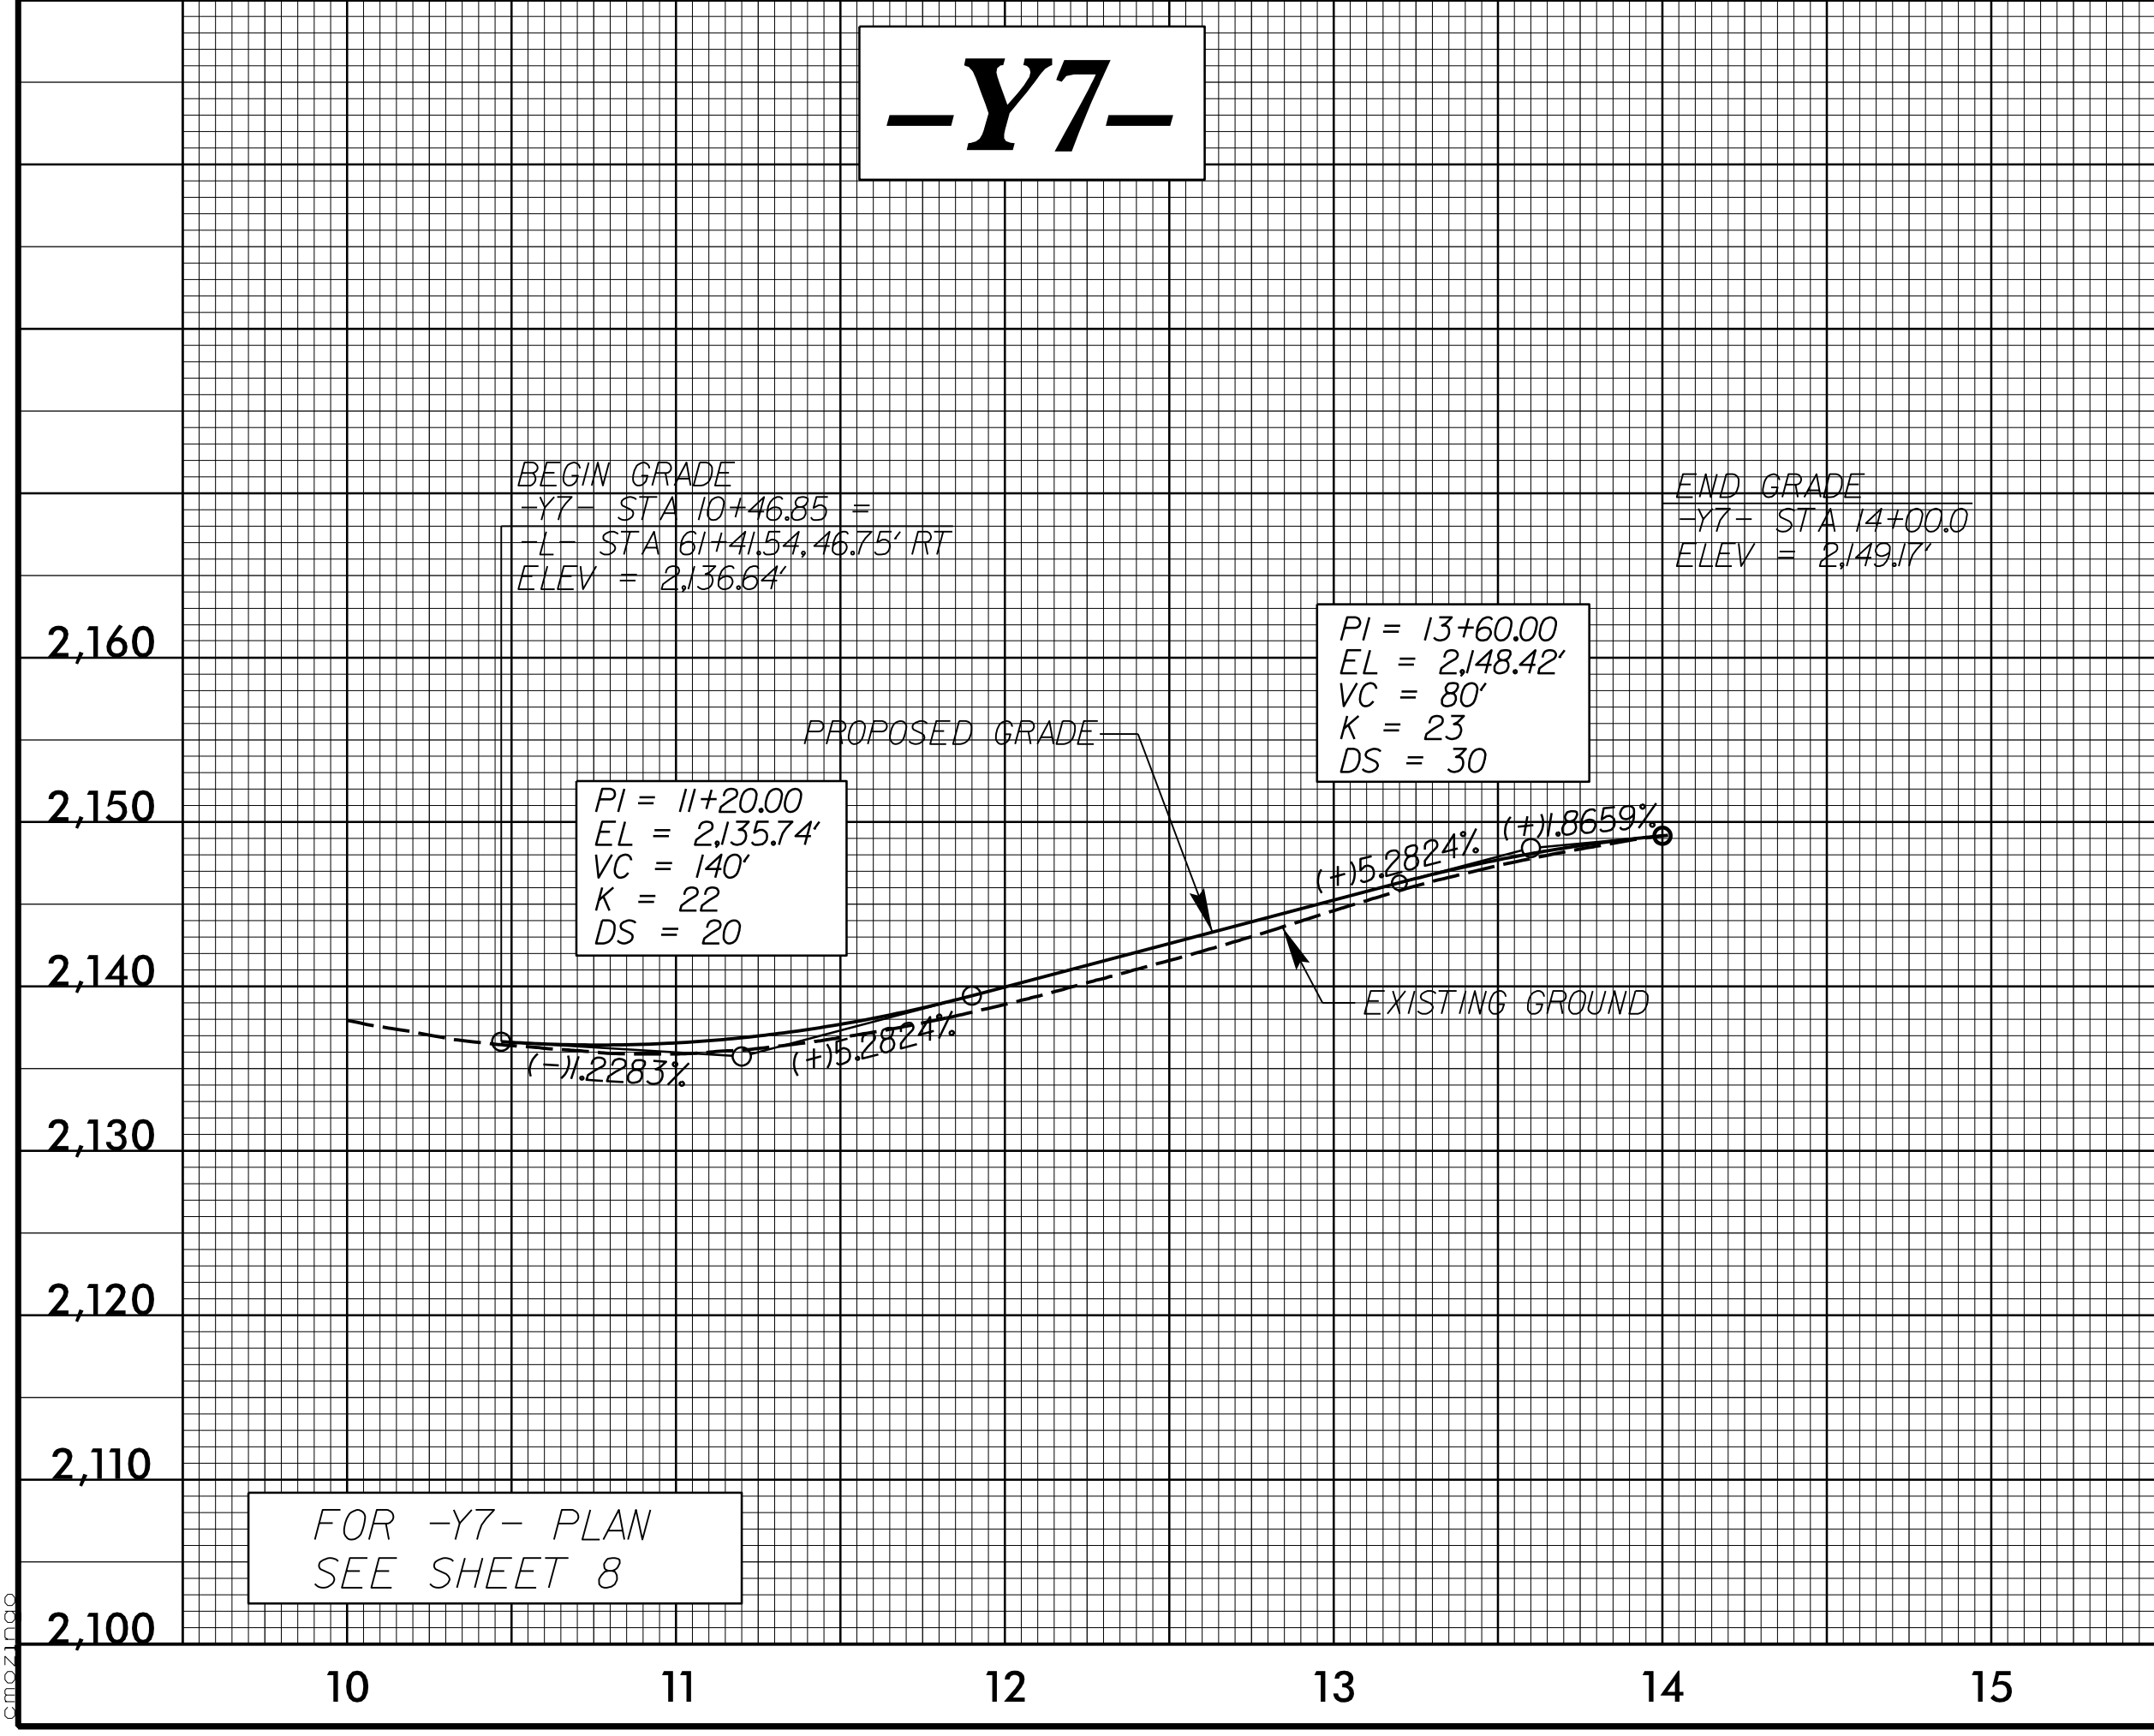 -Y7-
BEGIN GRADE
-Y7- STA 10+46.85 =
-L- STA 61+41.54, 46.75' RT
ELEV = 2,136.64'
END GRADE
-Y7- STA 14+00.0
ELEV = 2,149.17'
PI = 13+60.00
EL = 2,148.42'
VC = 80'
K = 23
DS = 30
PROPOSED GRADE
PI = 11+20.00
EL = 2,135.74'
VC = 140'
K = 22
DS = 20
(+)5.2824%
(+)1.8659%
EXISTING GROUND
(-)1.2283%
(+)5.2824%
2,160
2,150
2,140
2,130
2,120
2,110
2,100
FOR -Y7- PLAN
SEE SHEET 8
10 11 12 13 14 15
cmozingo